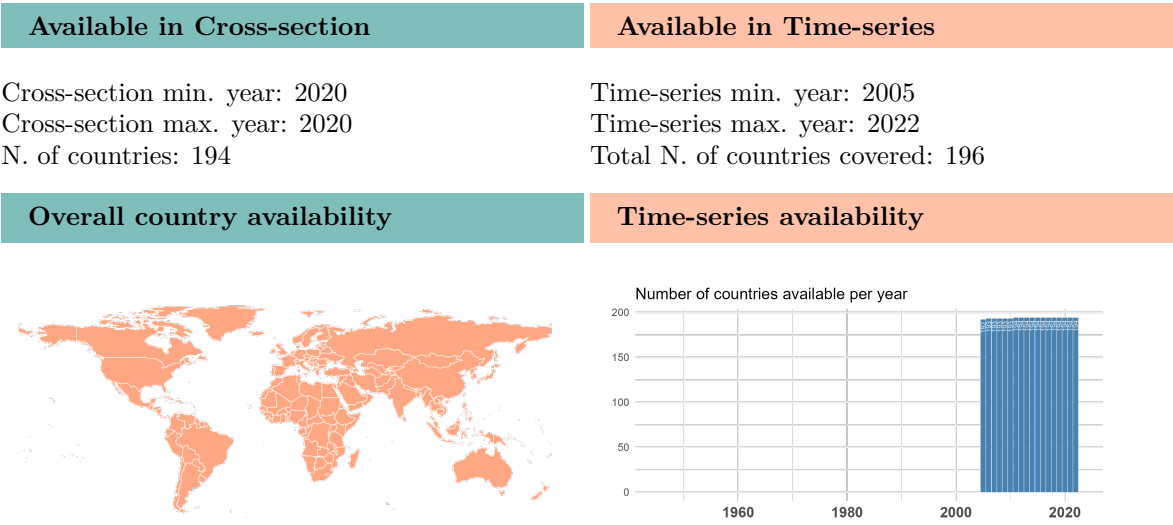 Available in Cross-section
Available in Time-series
Cross-section min. year: 2020
Cross-section max. year: 2020
N. of countries: 194
Time-series min. year: 2005
Time-series max. year: 2022
Total N. of countries covered: 196
Overall country availability
Time-series availability
Number of countries available per year
200
150
100
50
0
1960
1980
2000
2020